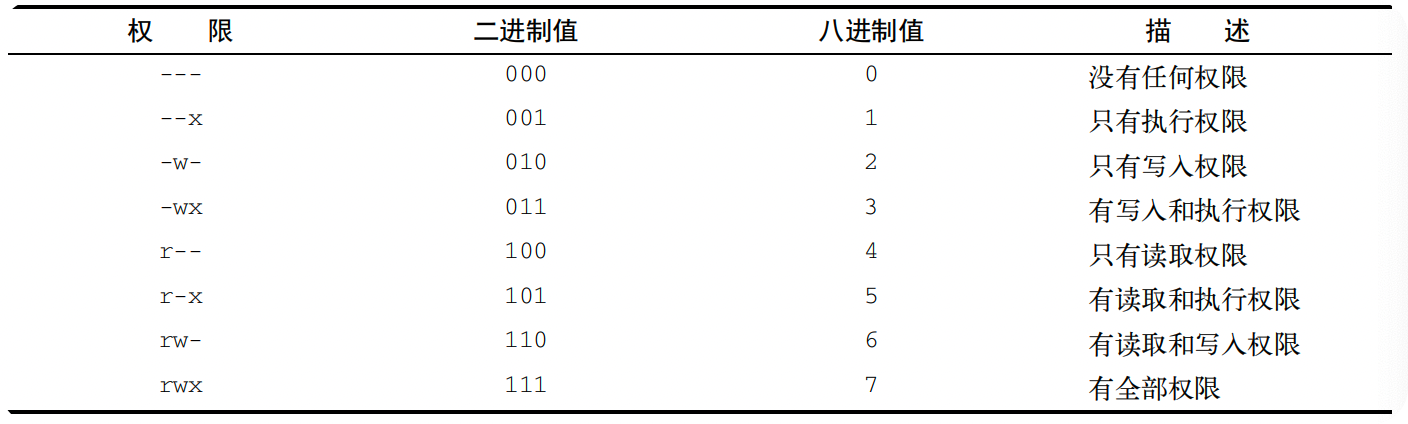 权 限 二进制值 八进制值 描 述
--- 000 0 没有任何权限
--x 001 1 只有执行权限
-w- 010 2 只有写入权限
-wx 011 3 有写入和执行权限
r-- 100 4 只有读取权限
r-x 101 5 有读取和执行权限
rw- 110 6 有读取和写入权限
rwx 111 7 有全部权限